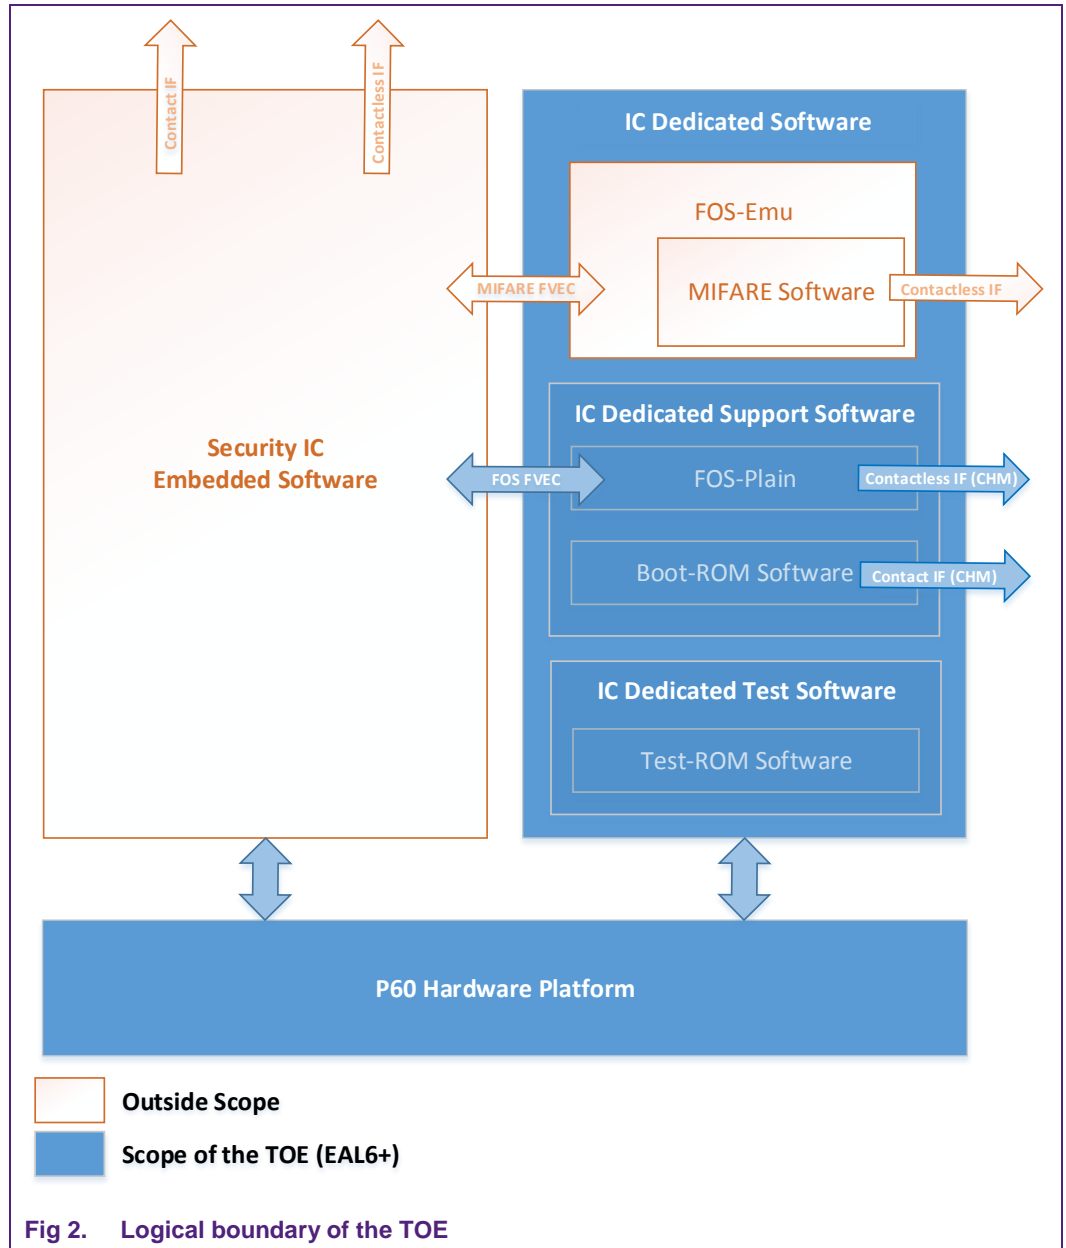 Contact IF
Contactless IF
IC Dedicated Software
FOS-Emu
MIFARE FVEC
MIFARE Software
Contactless IF
IC Dedicated Support Software
Security IC
Embedded Software
FOS FVEC
FOS-Plain
Contactless IF (CHM)
Boot-ROM Software
Contact IF (CHM)
IC Dedicated Test Software
Test-ROM Software
P60 Hardware Platform
Outside Scope
Scope of the TOE (EAL6+)
Fig 2. Logical boundary of the TOE